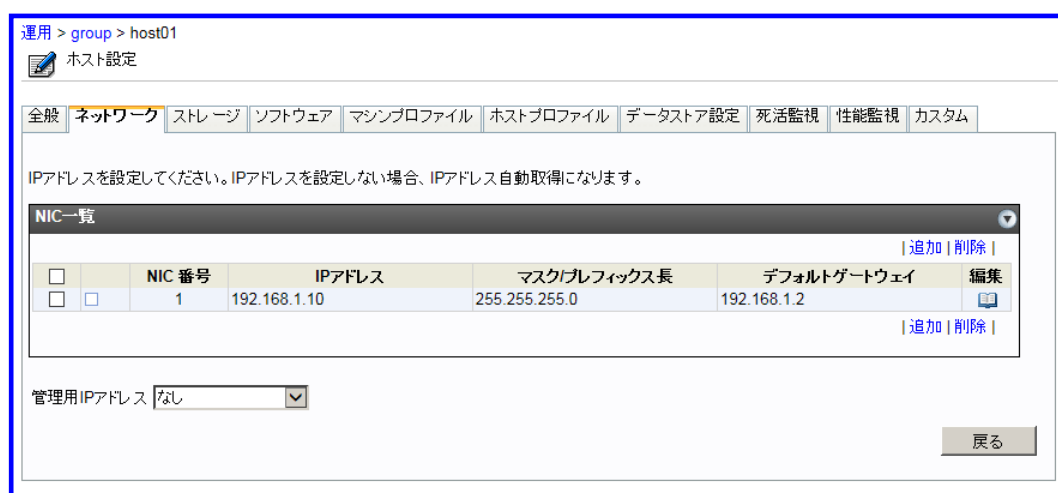 運用 > group > host01
ホスト設定
全般 ネットワーク ストレージ ソフトウェア マシンプロファイル ホストプロファイル データストア設定 死活監視 性能監視 カスタム
IPアドレスを設定してください。IPアドレスを設定しない場合、IPアドレス自動取得になります。
NIC一覧
| 追加 | 削除 |
NIC 番号 IPアドレス マスク/プレフィックス長 デフォルトゲートウェイ 編集
1 192.168.1.10 255.255.255.0 192.168.1.2
| 追加 | 削除 |
管理用IPアドレス なし
戻る